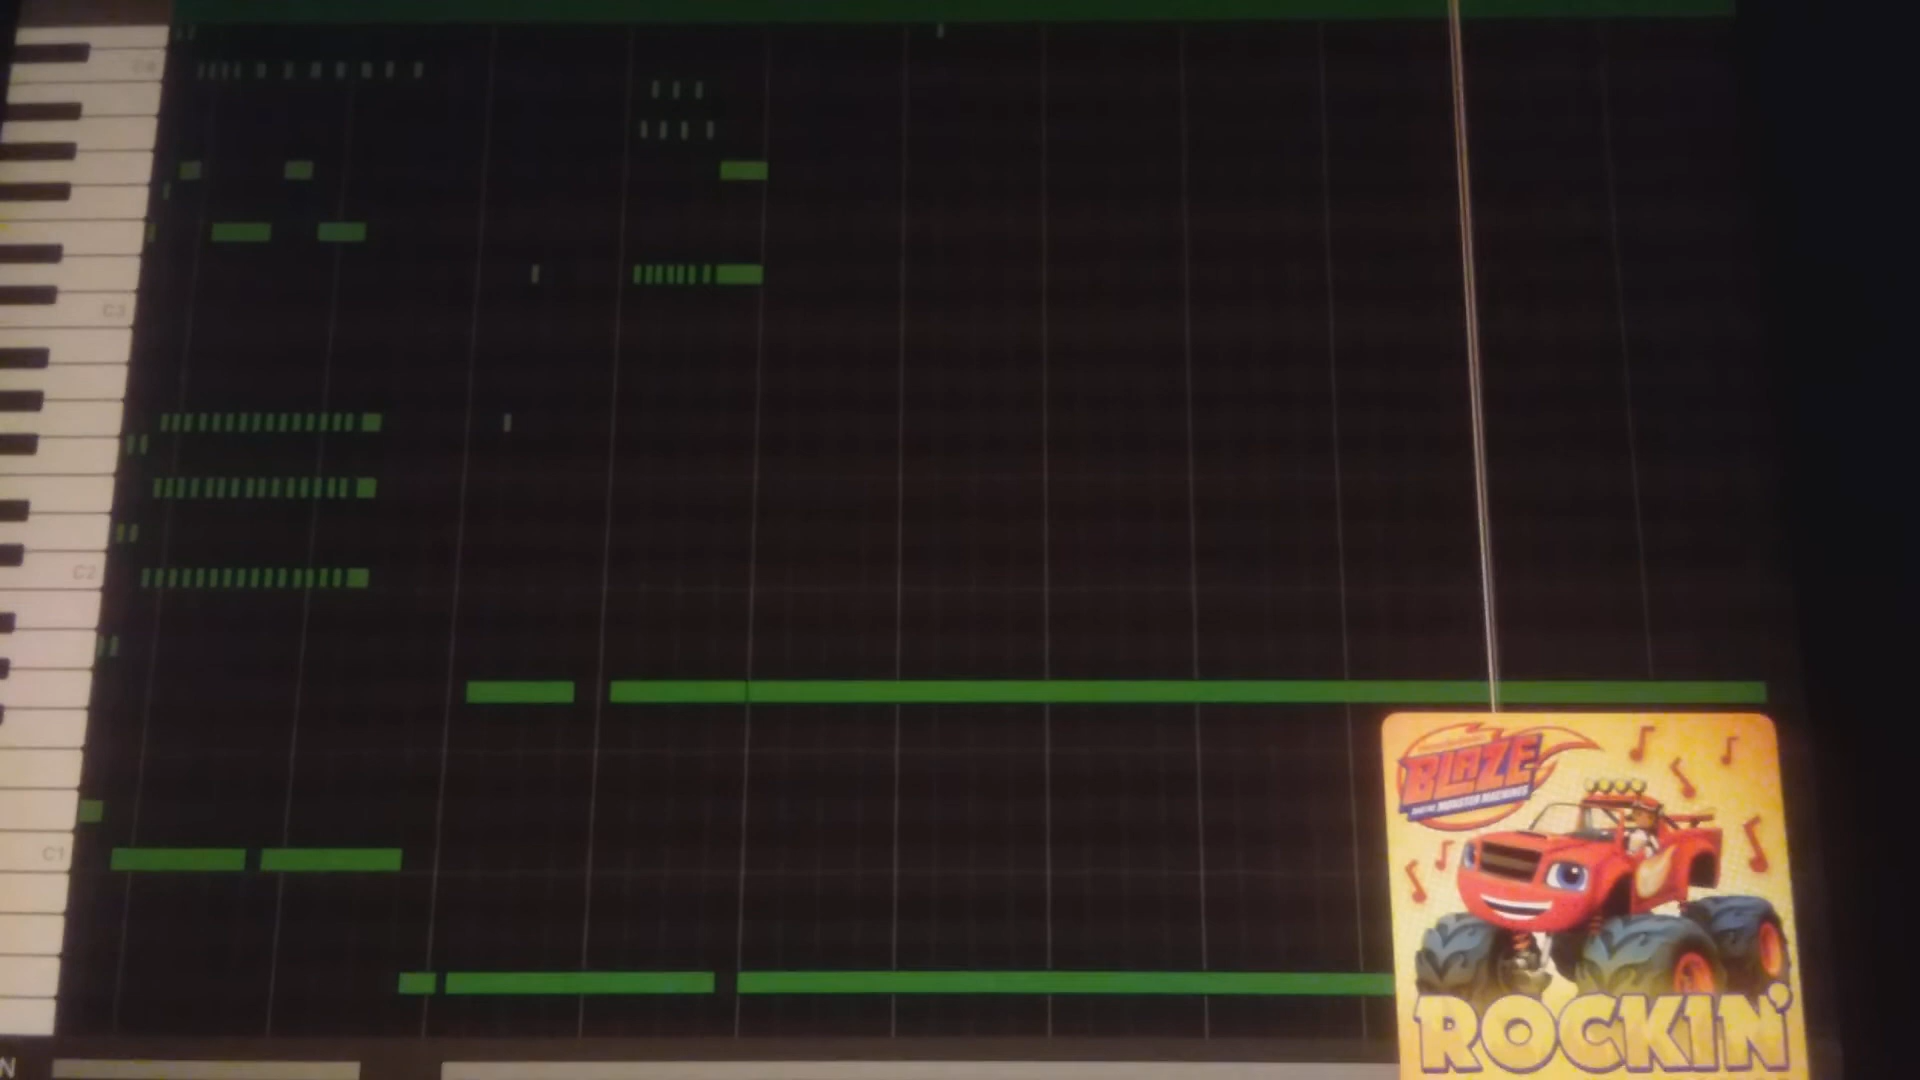 C4
C3
C2
C1
N
BLAZE
AND THE MONSTER MACHINES
ROCKIN'